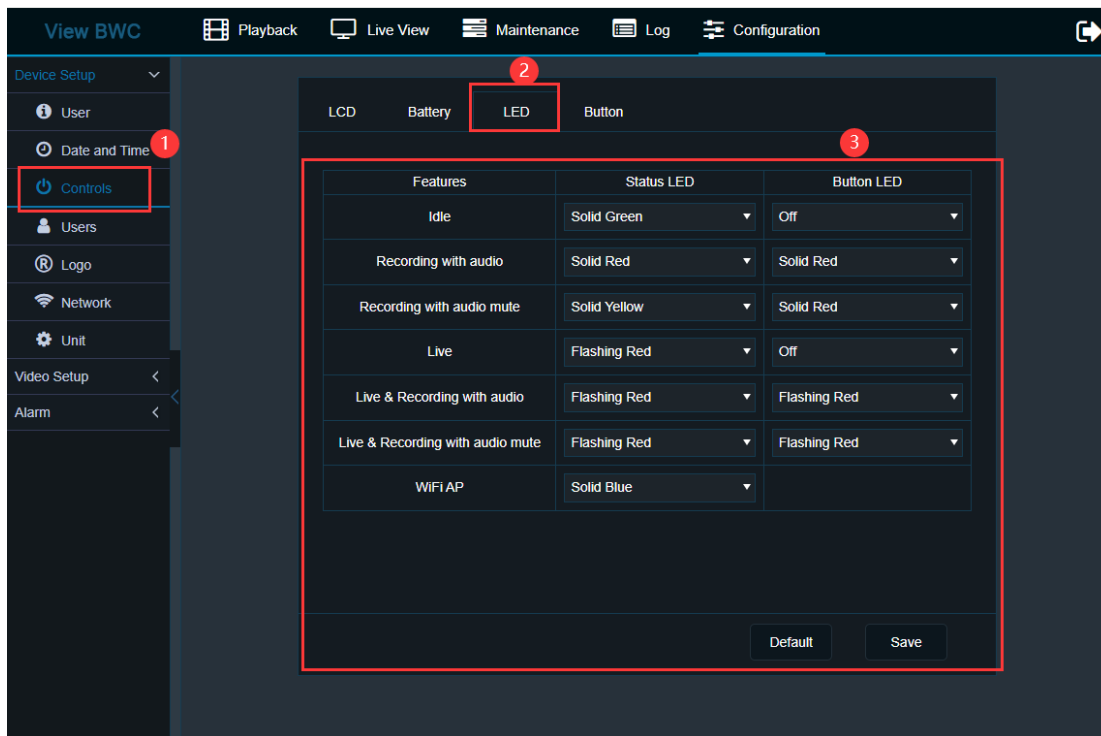 View BWC Playback Live View Maintenance Log Configuration
Device Setup
User
Date and Time
Controls
Users
Logo
Network
Unit
Video Setup
Alarm
1
2
LCD Battery LED Button
3
Features Status LED Button LED
Idle Solid Green Off
Recording with audio Solid Red Solid Red
Recording with audio mute Solid Yellow Solid Red
Live Flashing Red Off
Live & Recording with audio Flashing Red Flashing Red
Live & Recording with audio mute Flashing Red Flashing Red
WiFi AP Solid Blue
Default Save